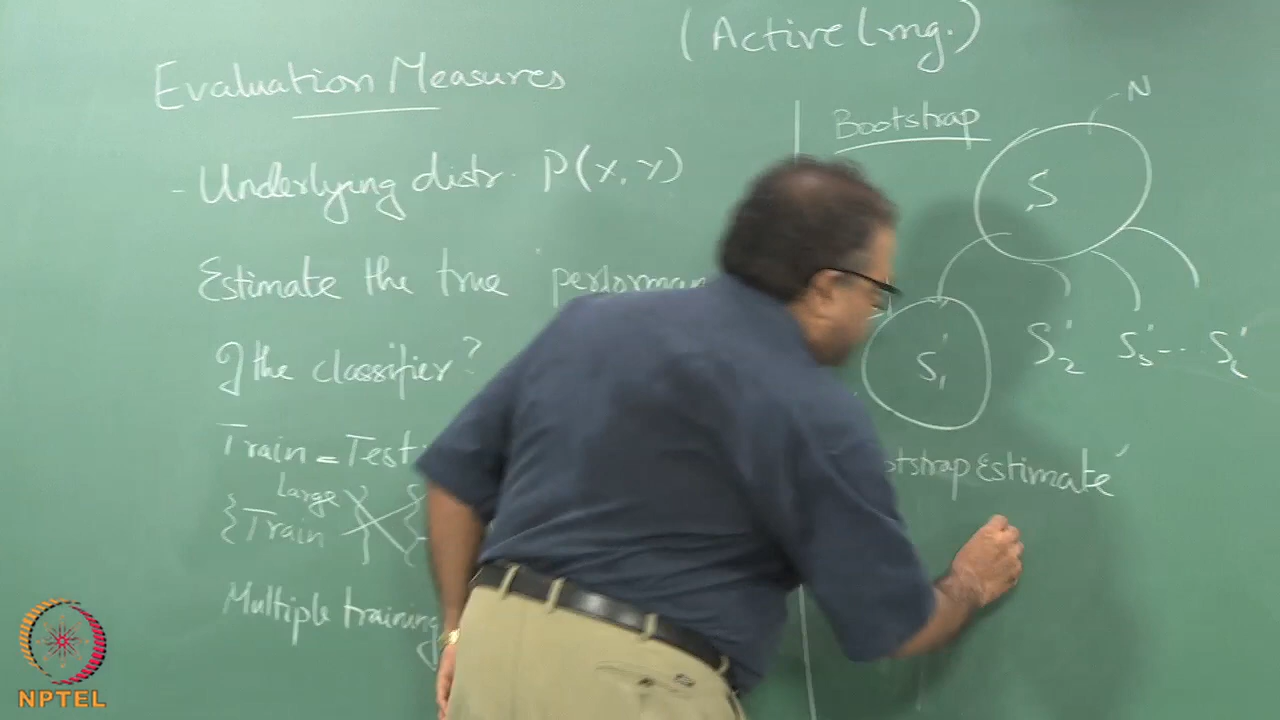 (Active Lrng.)
Evaluation Measures
- Underlying distr. P(x, y)
Estimate the true performan
of the classifier?
Train = Test
Large
{Train
Multiple training
Bootstrap
N
S
S'1 S'2 S'3 -- S'L
otstrap Estimate
NPTEL